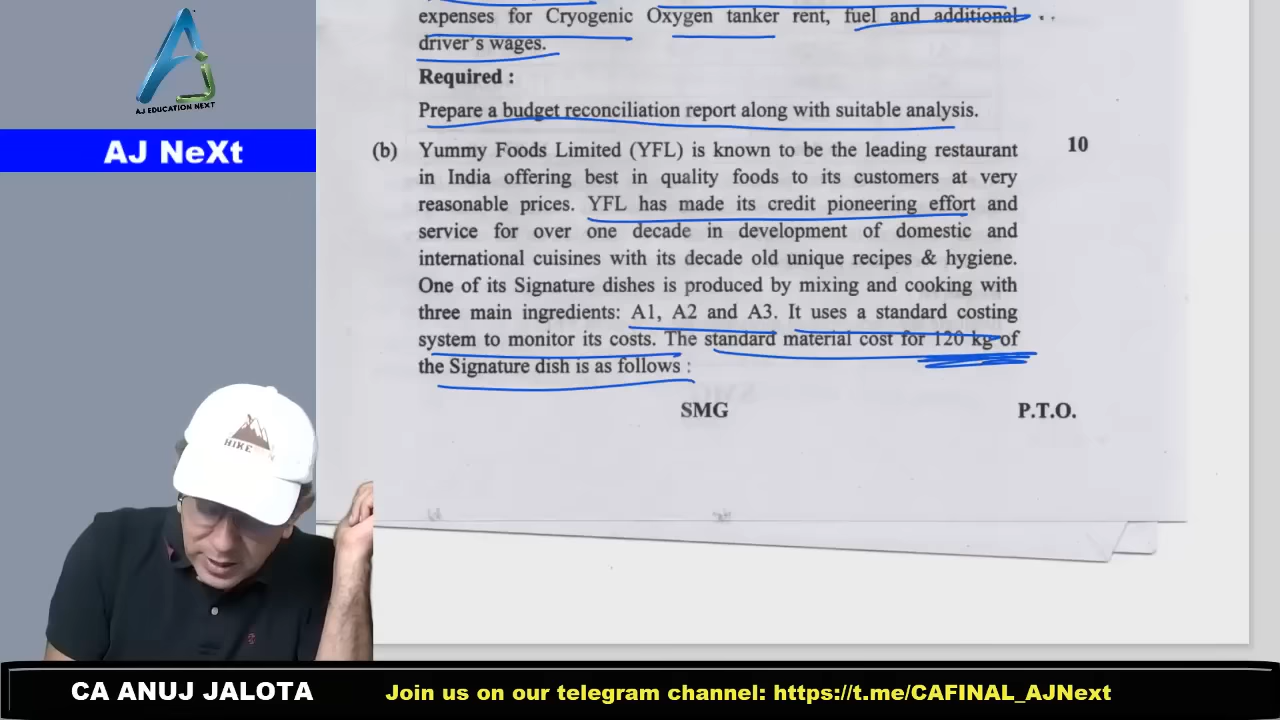 AJ EDUCATION NEXT
AJ NeXt
expenses for Cryogenic Oxygen tanker rent, fuel and additional
driver's wages.
Required :
Prepare a budget reconciliation report along with suitable analysis.
(b) Yummy Foods Limited (YFL) is known to be the leading restaurant 10
in India offering best in quality foods to its customers at very
reasonable prices. YFL has made its credit pioneering effort and
service for over one decade in development of domestic and
international cuisines with its decade old unique recipes & hygiene.
One of its Signature dishes is produced by mixing and cooking with
three main ingredients: A1, A2 and A3. It uses a standard costing
system to monitor its costs. The standard material cost for 120 kg of
the Signature dish is as follows :
SMG P.T.O.
HIKE
CA ANUJ JALOTA
Join us on our telegram channel: https://t.me/CAFINAL_AJNext